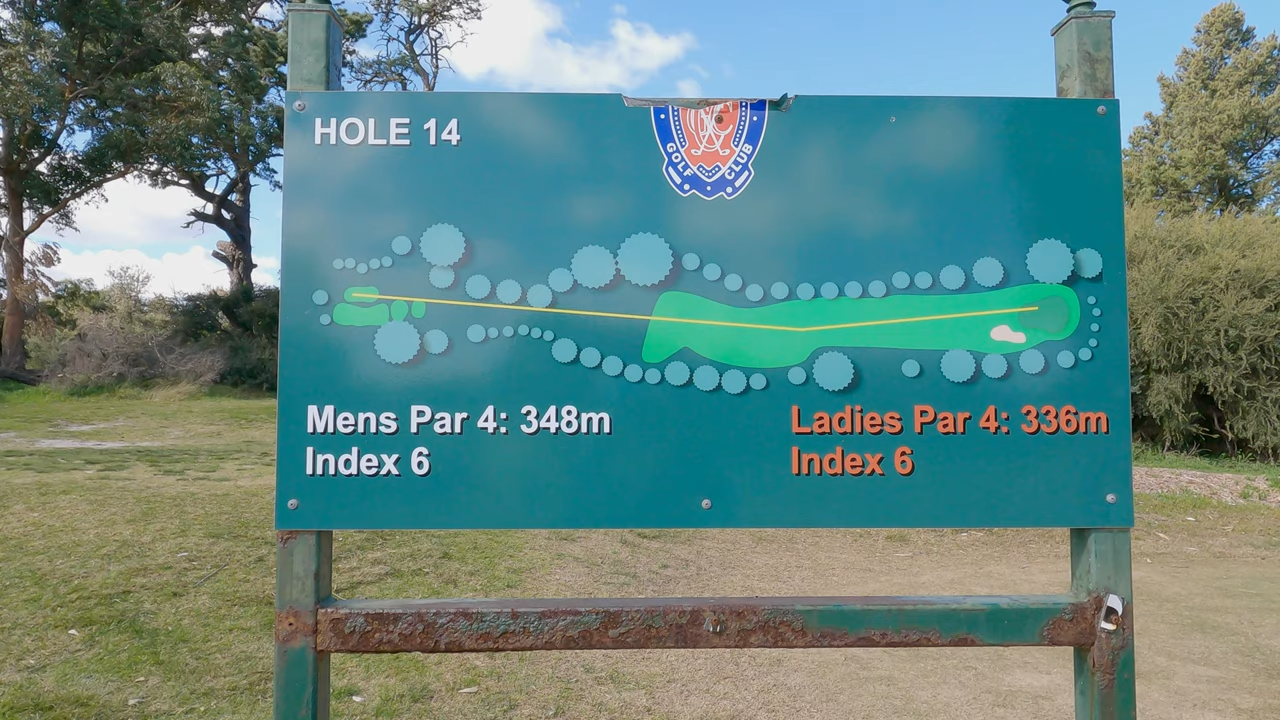 HOLE 14
GOLF CLUB
Mens Par 4: 348m
Index 6
Ladies Par 4: 336m
Index 6